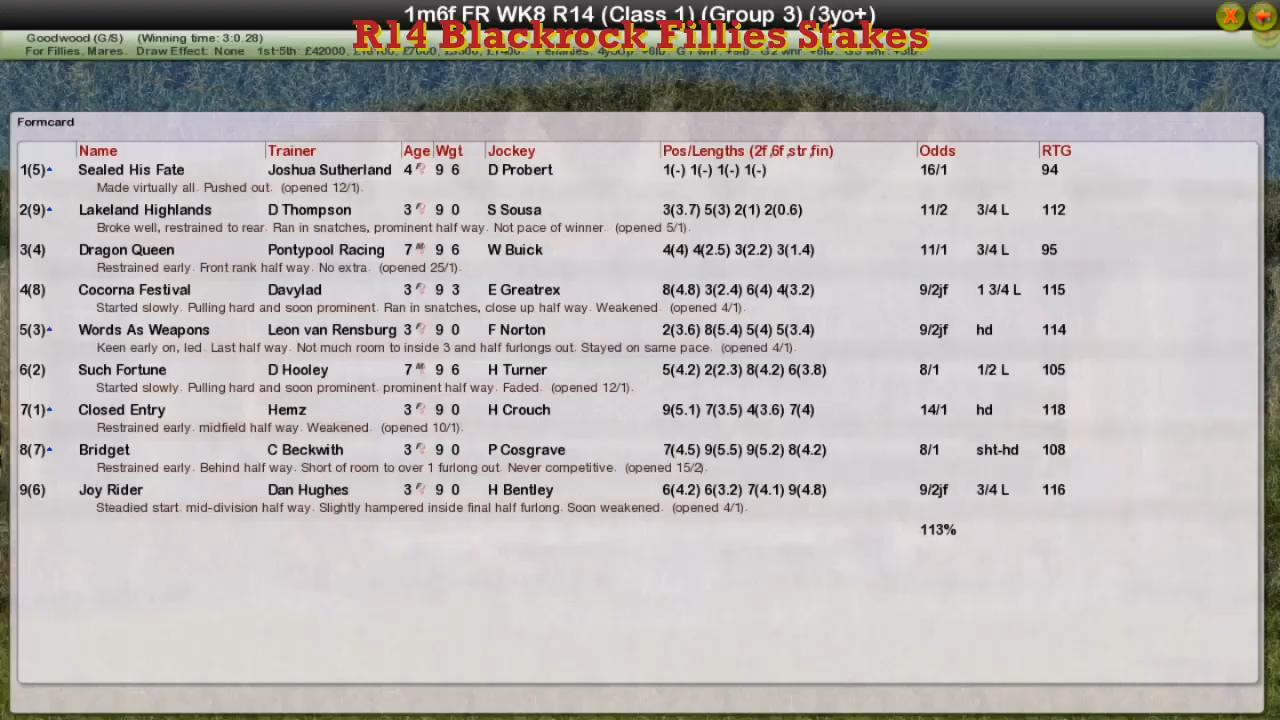 1m6f FR WK8 R14 (Class 1) (Group 3) (3yo+)
R14 Blackrock Fillies Stakes
Goodwood (G/S) (Winning time: 3:0.28)
For Fillies, Mares. Draw Effect: None 1st-5th: £42000,
Formcard
Name Trainer Age Wgt Jockey Pos/Lengths (2f,6f,str,fin) Odds RTG
1(5) Sealed His Fate Joshua Sutherland 4 9 6 D Probert 1(-) 1(-) 1(-) 1(-) 16/1 94
Made virtually all. Pushed out. (opened 12/1).
2(9) Lakeland Highlands D Thompson 3 9 0 S Sousa 3(3.7) 5(3) 2(1) 2(0.6) 11/2 3/4 L 112
Broke well, restrained to rear. Ran in snatches, prominent half way. Not pace of winner. (opened 5/1).
3(4) Dragon Queen Pontypool Racing 7 9 6 W Buick 4(4) 4(2.5) 3(2.2) 3(1.4) 11/1 3/4 L 95
Restrained early. Front rank half way. No extra. (opened 25/1).
4(8) Cocorna Festival Davylad 3 9 3 E Greatrex 8(4.8) 3(2.4) 6(4) 4(3.2) 9/2jf 1 3/4 L 115
Started slowly. Pulling hard and soon prominent. Ran in snatches, close up half way. Weakened. (opened 4/1).
5(3) Words As Weapons Leon van Rensburg 3 9 0 F Norton 2(3.6) 8(5.4) 5(4) 5(3.4) 9/2jf hd 114
Keen early on, led. Last half way. Not much room to inside 3 and half furlongs out. Stayed on same pace. (opened 4/1).
6(2) Such Fortune D Hooley 7 9 6 H Turner 5(4.2) 2(2.3) 8(4.2) 6(3.8) 8/1 1/2 L 105
Started slowly. Pulling hard and soon prominent. prominent half way. Faded. (opened 12/1).
7(1) Closed Entry Hemz 3 9 0 H Crouch 9(5.1) 7(3.5) 4(3.6) 7(4) 14/1 hd 118
Restrained early. midfield half way. Weakened. (opened 10/1).
8(7) Bridget C Beckwith 3 9 0 P Cosgrave 7(4.5) 9(5.5) 9(5.2) 8(4.2) 8/1 sht-hd 108
Restrained early. Behind half way. Short of room to over 1 furlong out. Never competitive. (opened 15/2).
9(6) Joy Rider Dan Hughes 3 9 0 H Bentley 6(4.2) 6(3.2) 7(4.1) 9(4.8) 9/2jf 3/4 L 116
Steadied start. mid-division half way. Slightly hampered inside final half furlong. Soon weakened. (opened 4/1).
113%